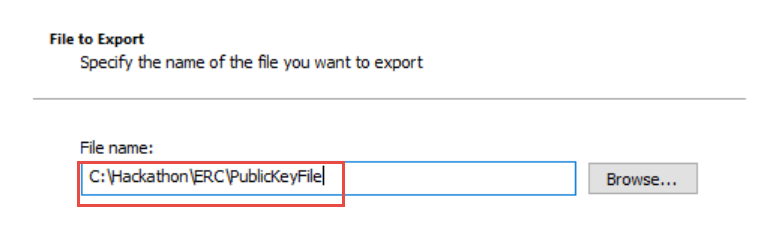 File to Export
Specify the name of the file you want to export
File name:
C:\Hackathon\ERC\PublicKeyFile
Browse...